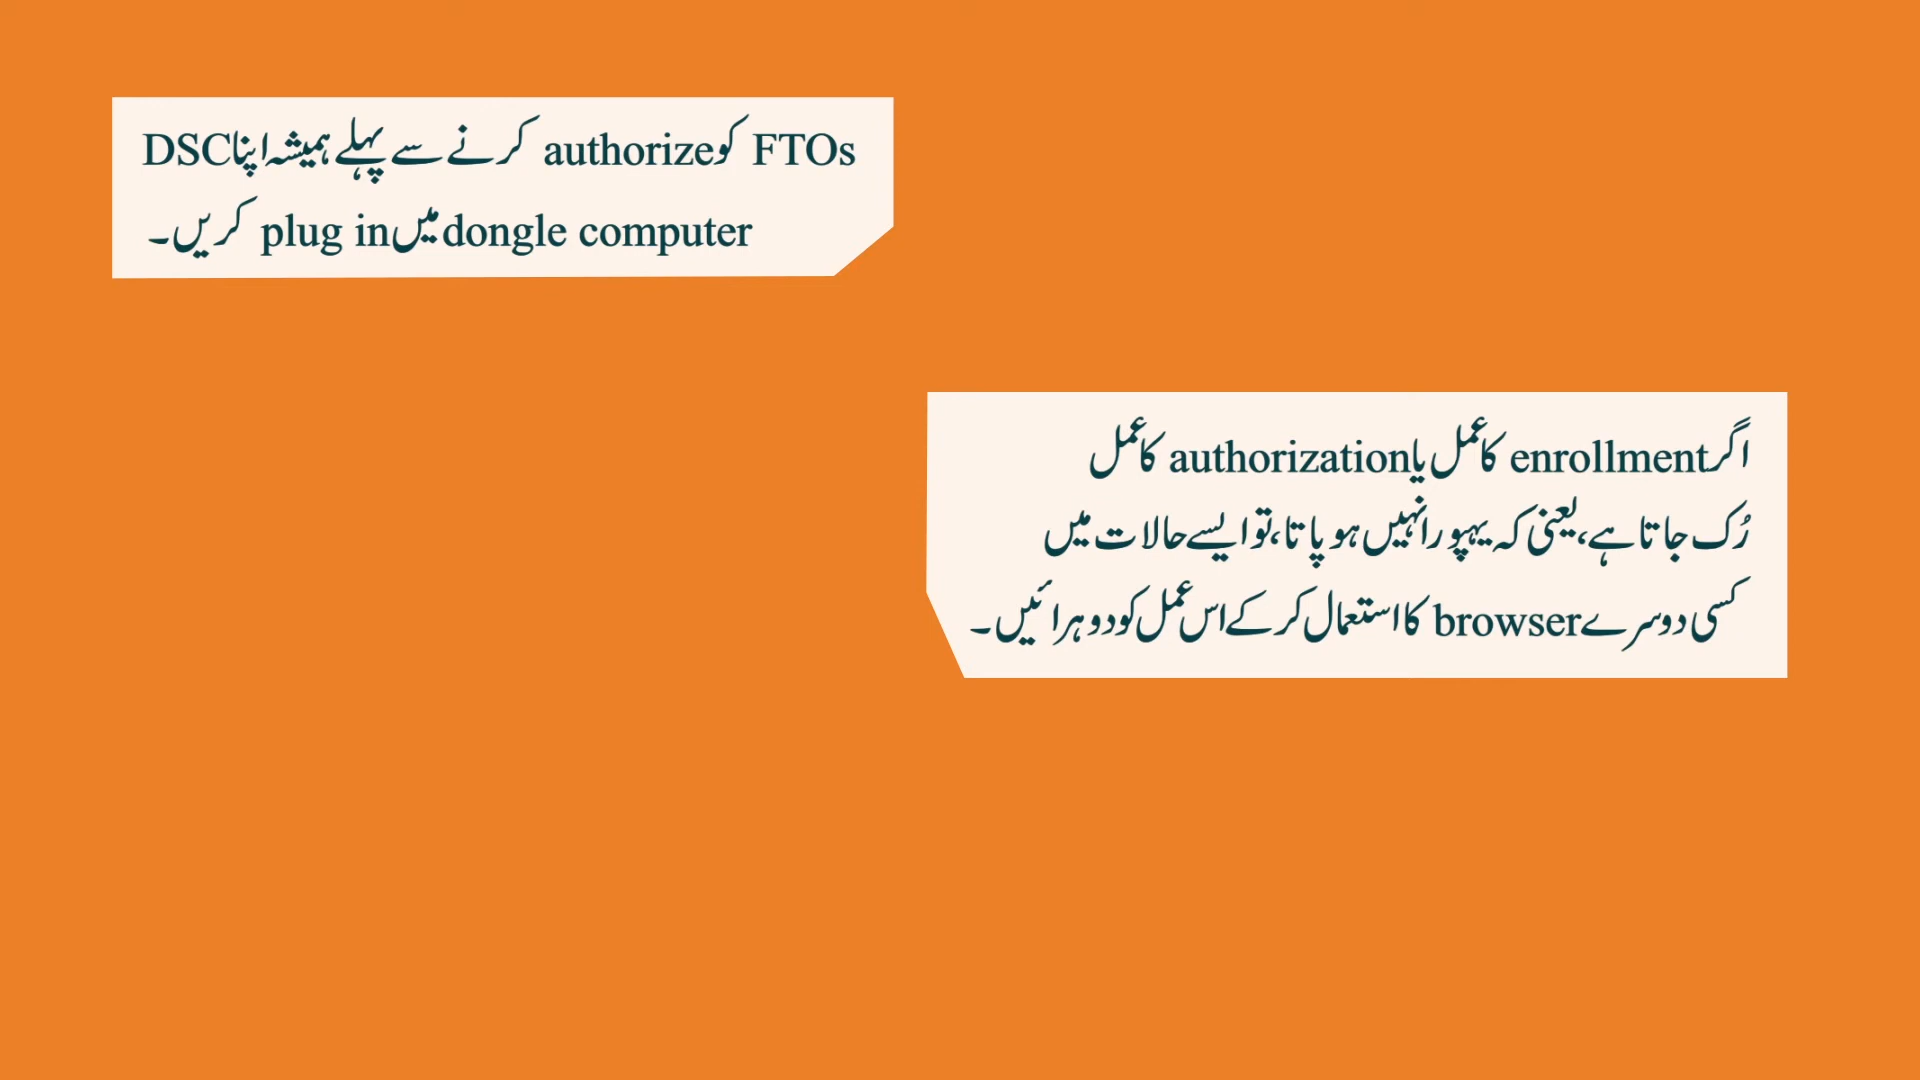 FTOs کو authorize کرنے سے پہلے ہمیشہ اپنا DSC
dongle computer میں plug in کریں۔
اگر enrollment کا عمل یا authorization کا عمل
رُک جاتا ہے، یعنی کہ یہ پورا نہیں ہو پاتا، تو ایسے حالات میں
کسی دوسرے browser کا استعمال کر کے اس عمل کو دوہرائیں۔